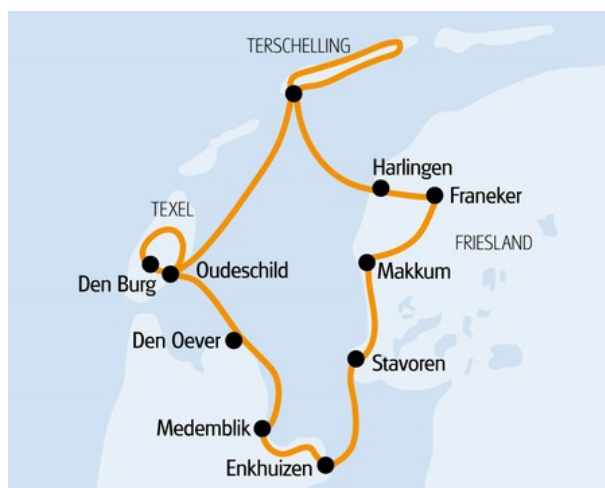 TERSCHELLING
Harlingen
Franeker
TEXEL
FRIESLAND
Oudeschild
Makkum
Den Burg
Den Oever
Stavoren
Medemblik
Enkhuizen